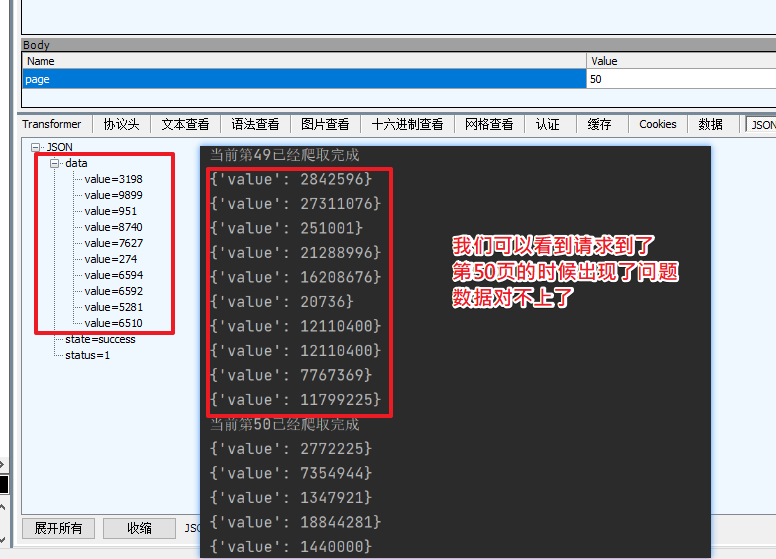 Body
Name Value
page 50
Transformer 协议头 文本查看 语法查看 图片查看 十六进制查看 网格查看 认证 缓存 Cookies 数据 JSON
JSON
data
value=3198
value=9899
value=951
value=8740
value=7627
value=274
value=6594
value=6592
value=5281
value=6510
state=success
status=1
当前第49已经爬取完成
{'value': 2842596}
{'value': 27311076}
{'value': 251001}
{'value': 21288996}
{'value': 16208676}
{'value': 20736}
{'value': 12110400}
{'value': 12110400}
{'value': 7767369}
{'value': 11799225}
当前第50已经爬取完成
{'value': 2772225}
{'value': 7354944}
{'value': 1347921}
{'value': 18844281}
{'value': 1440000}
我们可以看到请求到了
第50页的时候出现了问题
数据对不上了
展开所有 收缩 JSO